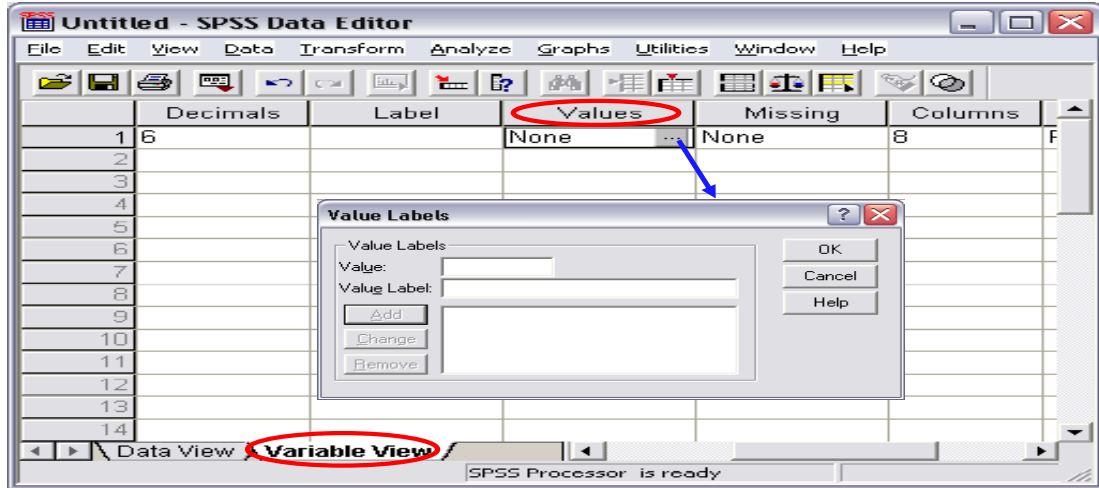 Untitled - SPSS Data Editor
File Edit View Data Transform Analyze Graphs Utilities Window Help
Decimals Label Values Missing Columns
1 6 None ... None 8
2
3
4
5
6
7
8
9
10
11
12
13
14
Value Labels
Value Labels
Value:
Value Label:
Add
Change
Remove
OK
Cancel
Help
Data View Variable View
SPSS Processor is ready